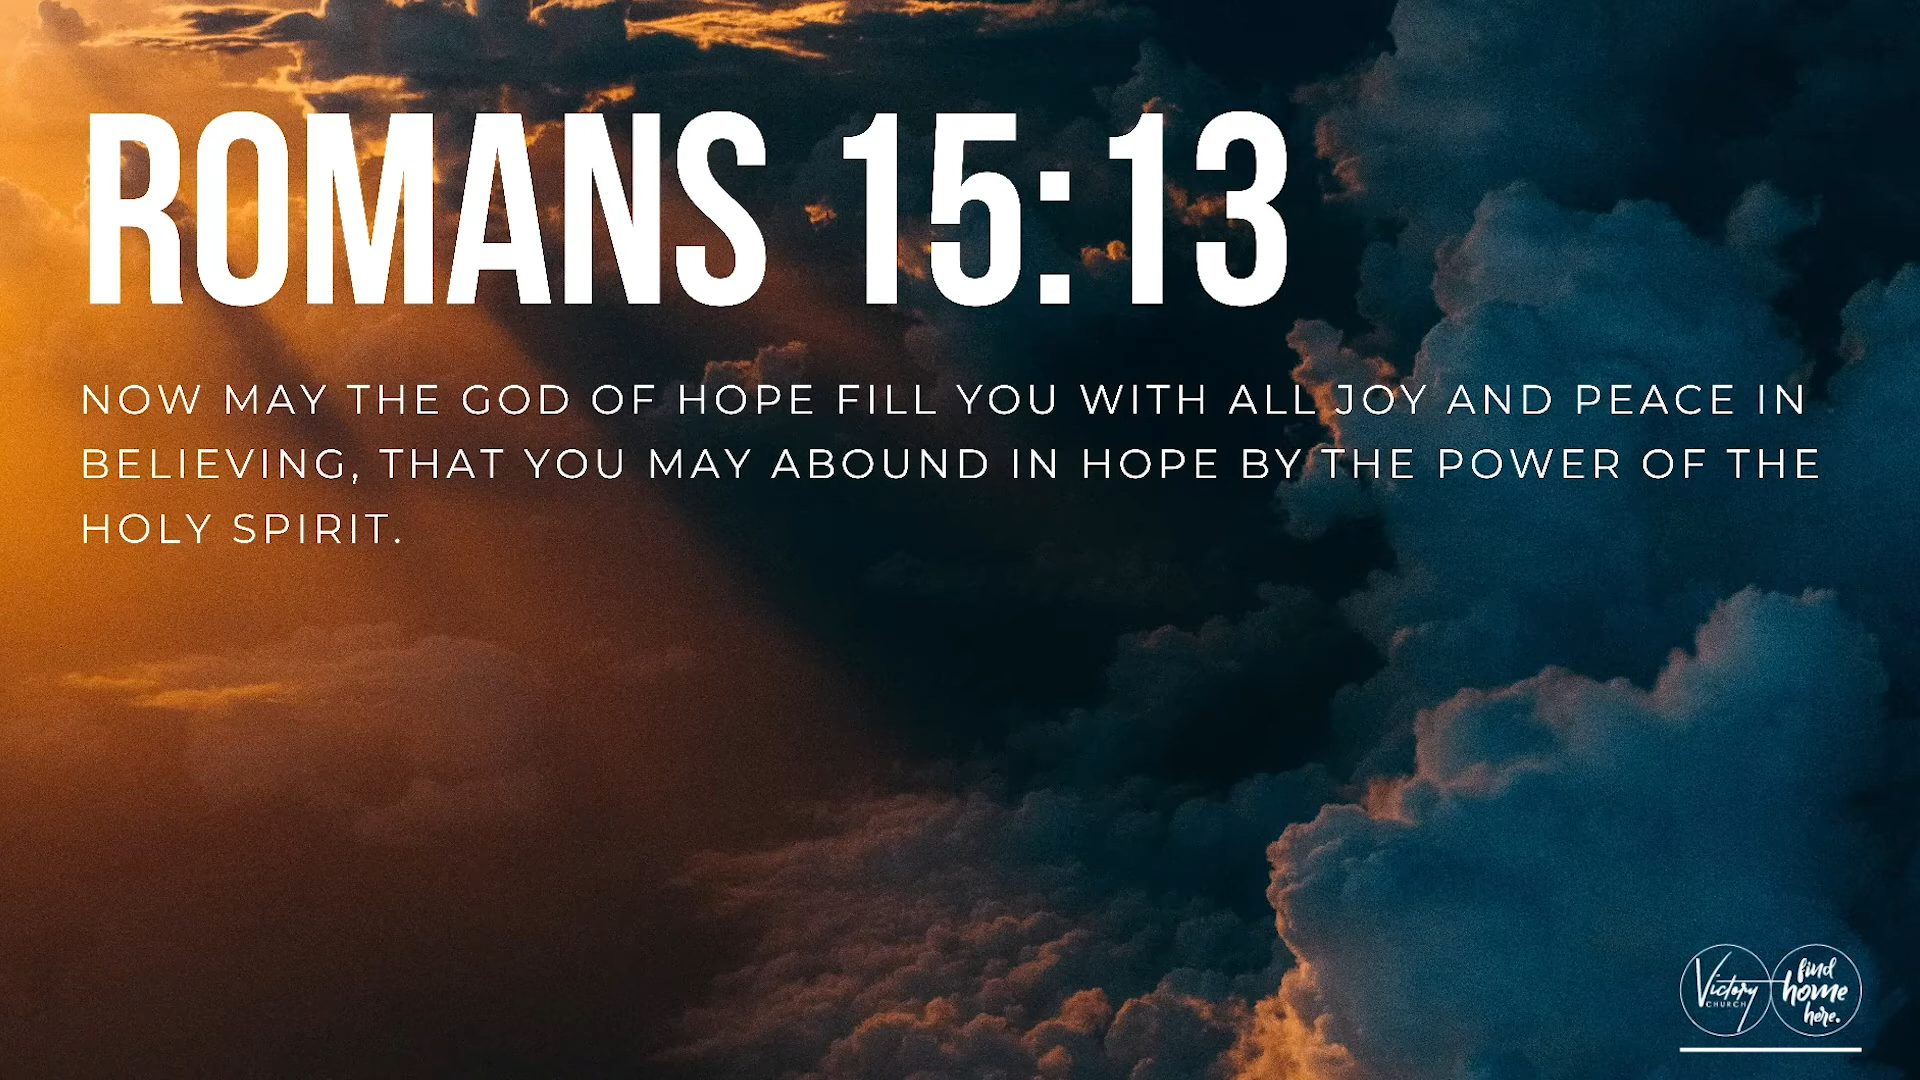 ROMANS 15:13
NOW MAY THE GOD OF HOPE FILL YOU WITH ALL JOY AND PEACE IN
BELIEVING, THAT YOU MAY ABOUND IN HOPE BY THE POWER OF THE
HOLY SPIRIT.
Victory
CHURCH
find
home
here.